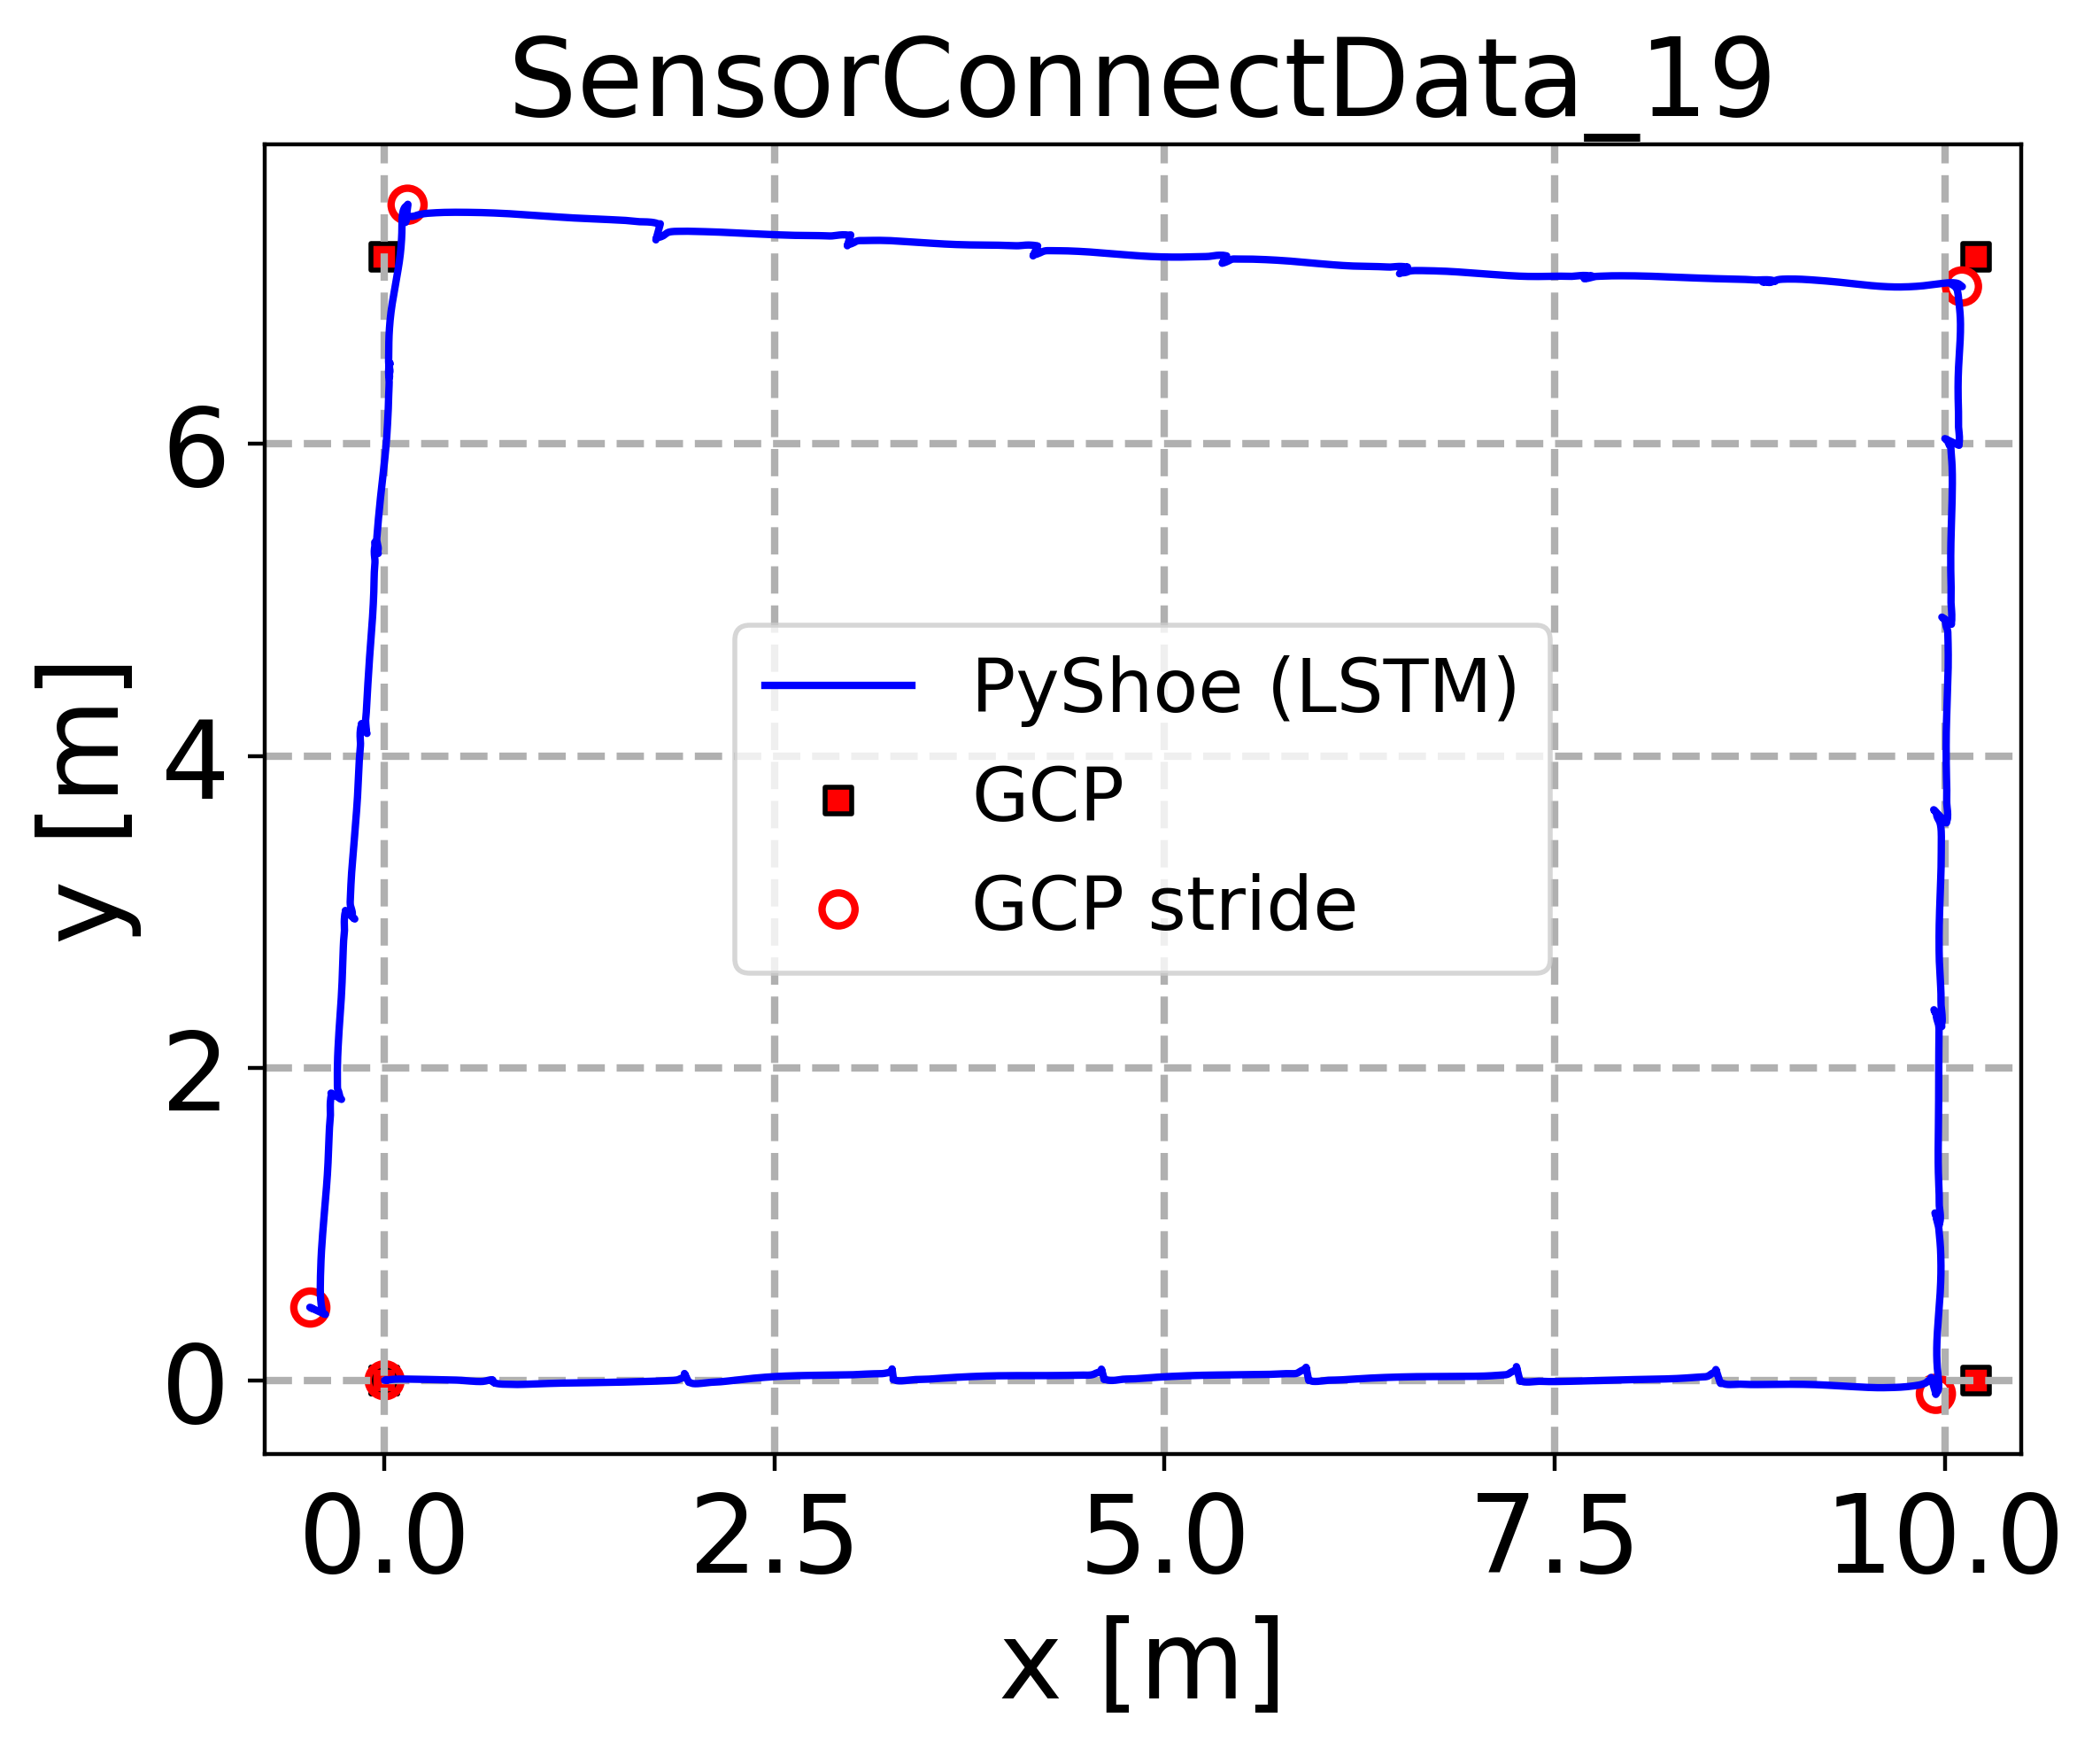 SensorConnectData_19
y [m]
6
4
2
0
PyShoe (LSTM)
GCP
GCP stride
0.0 2.5 5.0 7.5 10.0
x [m]